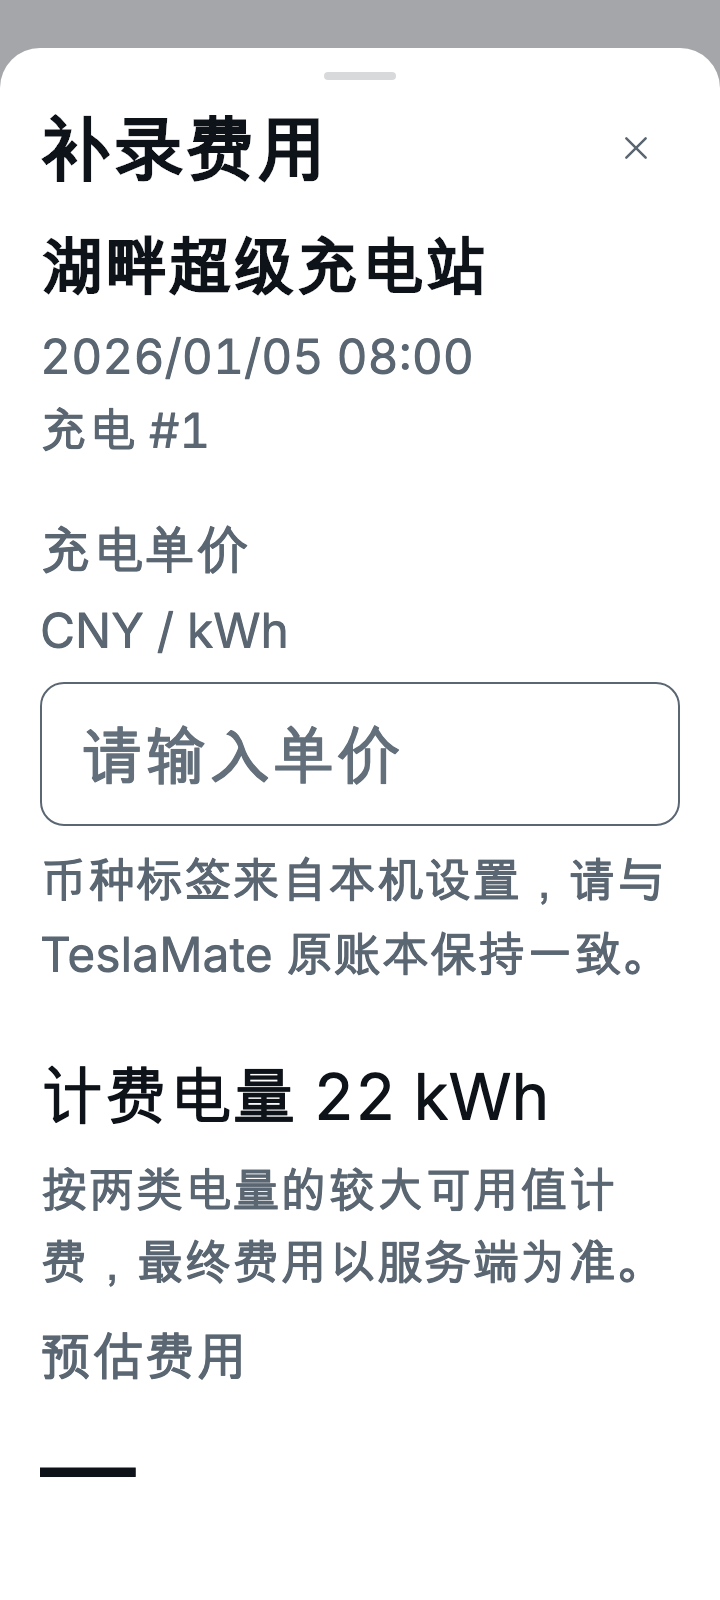 补录费用
湖畔超级充电站
2026/01/05 08:00
充电 #1
充电单价
CNY / kWh
请输入单价
币种标签来自本机设置，请与
TeslaMate 原账本保持一致。
计费电量 22 kWh
按两类电量的较大可用值计
费，最终费用以服务端为准。
预估费用
—